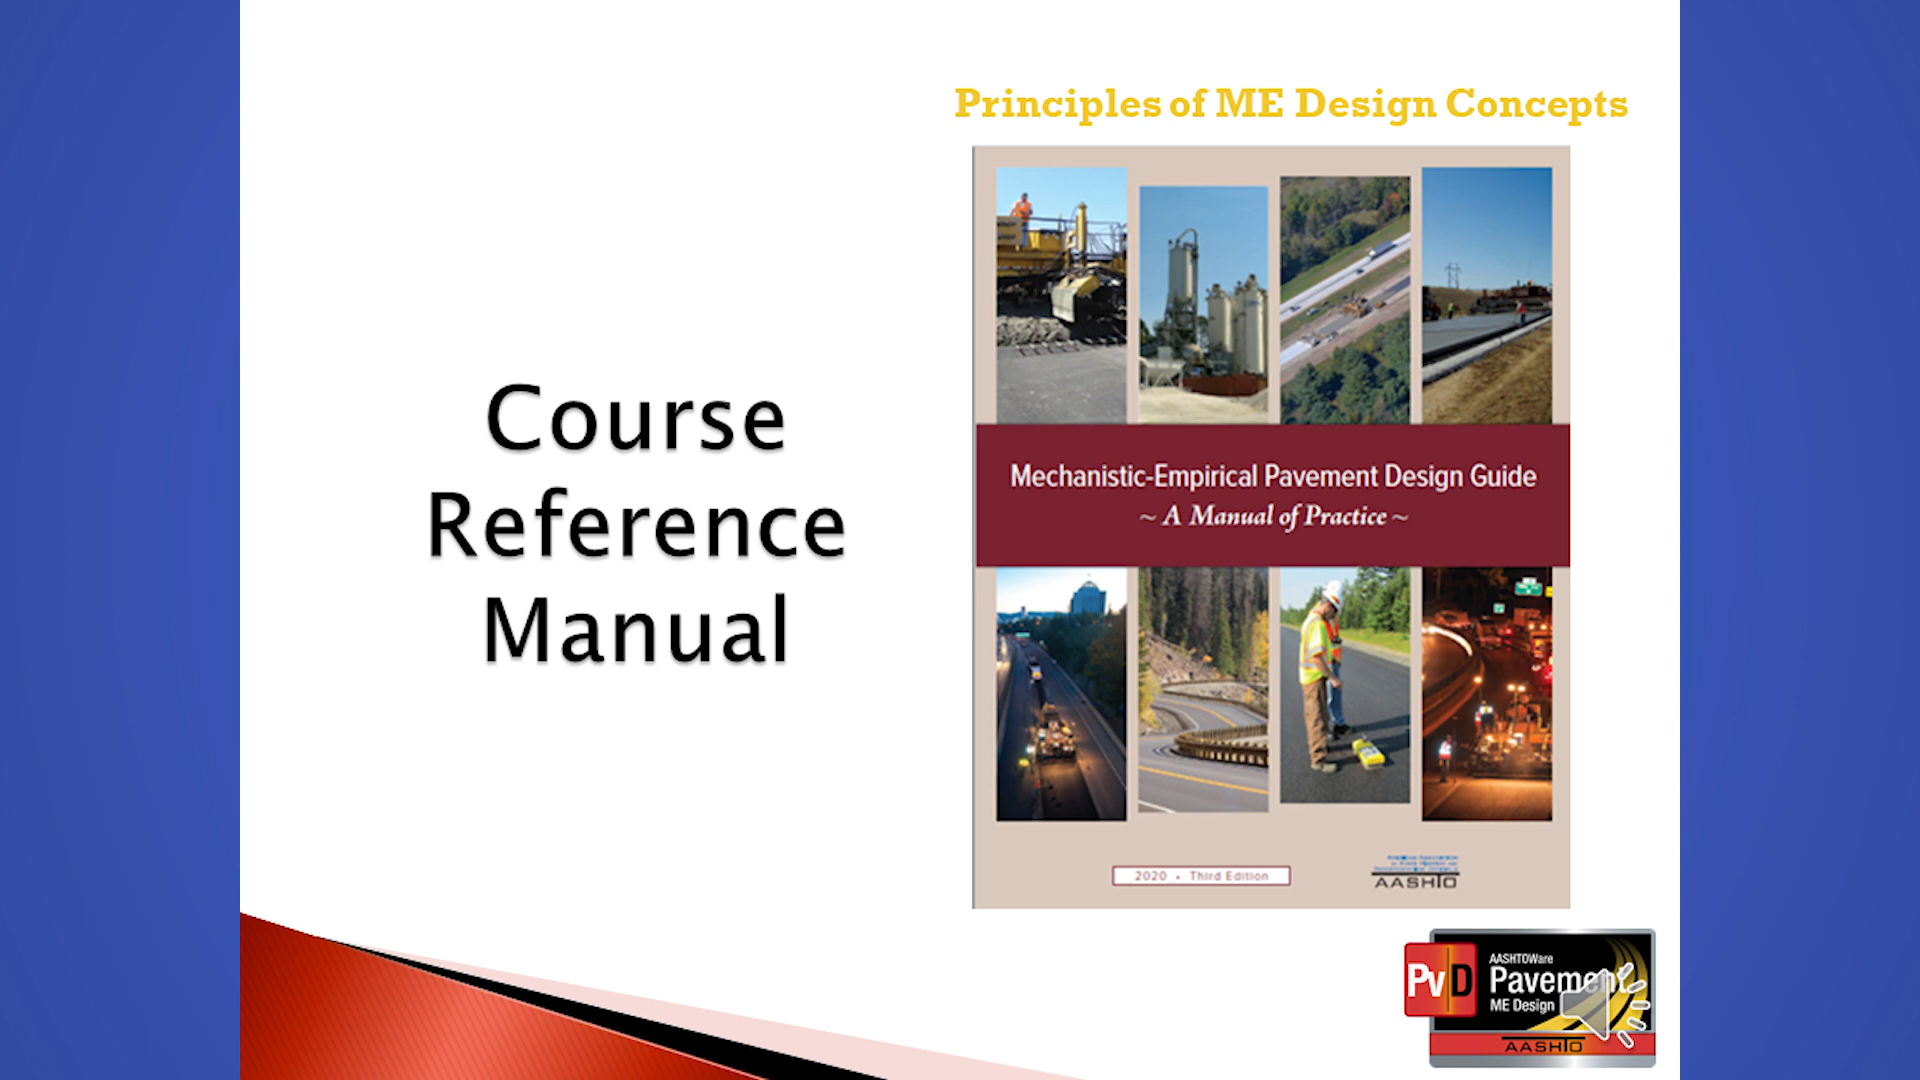 Principles of ME Design Concepts
Course
Reference
Manual
Mechanistic-Empirical Pavement Design Guide
~ A Manual of Practice ~
2020 • Third Edition
AASHTO
PvD
AASHTOWare
Pavement
ME Design
AASHTO